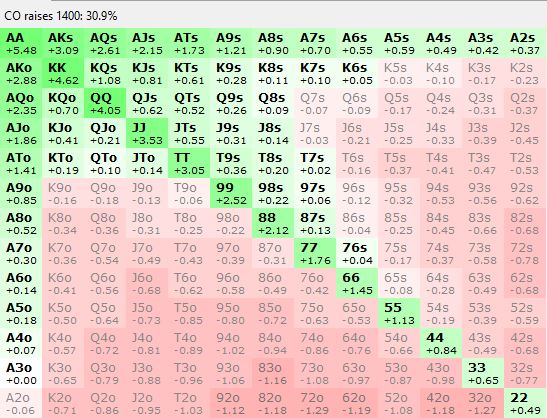 CO raises 1400: 30.9%
AA AKs AQs AJs ATs A9s A8s A7s A6s A5s A4s A3s A2s
+5.48 +3.09 +2.61 +2.15 +1.73 +1.21 +0.90 +0.70 +0.55 +0.59 +0.49 +0.42 +0.37
AKo KK KQs KJs KTs K9s K8s K7s K6s K5s K4s K3s K2s
+2.88 +4.62 +1.08 +0.81 +0.61 +0.28 +0.11 +0.10 +0.05 -0.03 -0.10 -0.17 -0.23
AQo KQo QQ QJs QTs Q9s Q8s Q7s Q6s Q5s Q4s Q3s Q2s
+2.35 +0.70 +4.05 +0.62 +0.52 +0.26 +0.09 -0.07 -0.09 -0.17 -0.24 -0.31 -0.37
AJo KJo QJo JJ JTs J9s J8s J7s J6s J5s J4s J3s J2s
+1.86 +0.41 +0.21 +3.53 +0.55 +0.31 +0.14 -0.03 -0.21 -0.25 -0.33 -0.39 -0.45
ATo KTo QTo JTo TT T9s T8s T7s T6s T5s T4s T3s T2s
+1.41 +0.19 +0.10 +0.14 +3.05 +0.36 +0.20 +0.02 -0.16 -0.37 -0.41 -0.47 -0.53
A9o K9o Q9o J9o T9o 99 98s 97s 96s 95s 94s 93s 92s
+0.85 -0.16 -0.18 -0.13 -0.06 +2.52 +0.22 +0.06 -0.12 -0.32 -0.53 -0.56 -0.62
A8o K8o Q8o J8o T8o 98o 88 87s 86s 85s 84s 83s 82s
+0.52 -0.34 -0.36 -0.31 -0.25 -0.22 +2.12 +0.13 -0.04 -0.25 -0.45 -0.66 -0.68
A7o K7o Q7o J7o T7o 97o 87o 77 76s 75s 74s 73s 72s
+0.30 -0.36 -0.54 -0.49 -0.43 -0.39 -0.31 +1.76 +0.04 -0.17 -0.37 -0.58 -0.78
A6o K6o Q6o J6o T6o 96o 86o 76o 66 65s 64s 63s 62s
+0.14 -0.41 -0.56 -0.68 -0.62 -0.58 -0.49 -0.42 +1.45 -0.08 -0.28 -0.49 -0.68
A5o K5o Q5o J5o T5o 95o 85o 75o 65o 55 54s 53s 52s
+0.18 -0.50 -0.64 -0.73 -0.85 -0.80 -0.72 -0.63 -0.53 +1.13 -0.19 -0.39 -0.59
A4o K4o Q4o J4o T4o 94o 84o 74o 64o 54o 44 43s 42s
+0.07 -0.57 -0.72 -0.81 -0.89 -1.02 -0.94 -0.86 -0.76 -0.66 +0.84 -0.49 -0.68
A3o K3o Q3o J3o T3o 93o 83o 73o 63o 53o 43o 33 32s
+0.00 -0.65 -0.79 -0.88 -0.96 -1.06 -1.16 -1.08 -0.97 -0.87 -0.98 +0.65 -0.77
A2o K2o Q2o J2o T2o 92o 82o 72o 62o 52o 42o 32o 22
-0.06 -0.71 -0.86 -0.95 -1.03 -1.12 -1.18 -1.29 -1.19 -1.08 -1.18 -1.28 +0.49